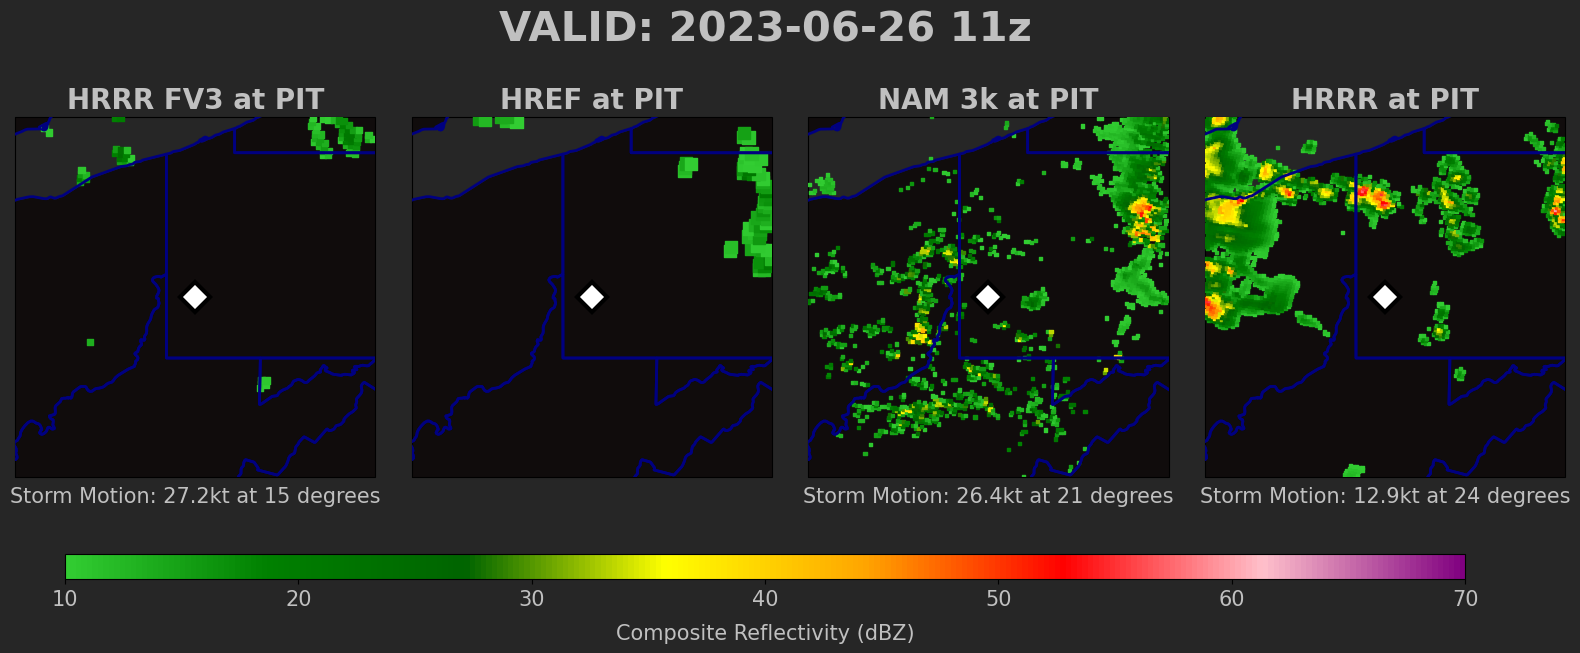 VALID: 2023-06-26 11z
HRRR FV3 at PIT
HREF at PIT
NAM 3k at PIT
HRRR at PIT
Storm Motion: 27.2kt at 15 degrees
Storm Motion: 26.4kt at 21 degrees
Storm Motion: 12.9kt at 24 degrees
10 20 30 40 50 60 70
Composite Reflectivity (dBZ)